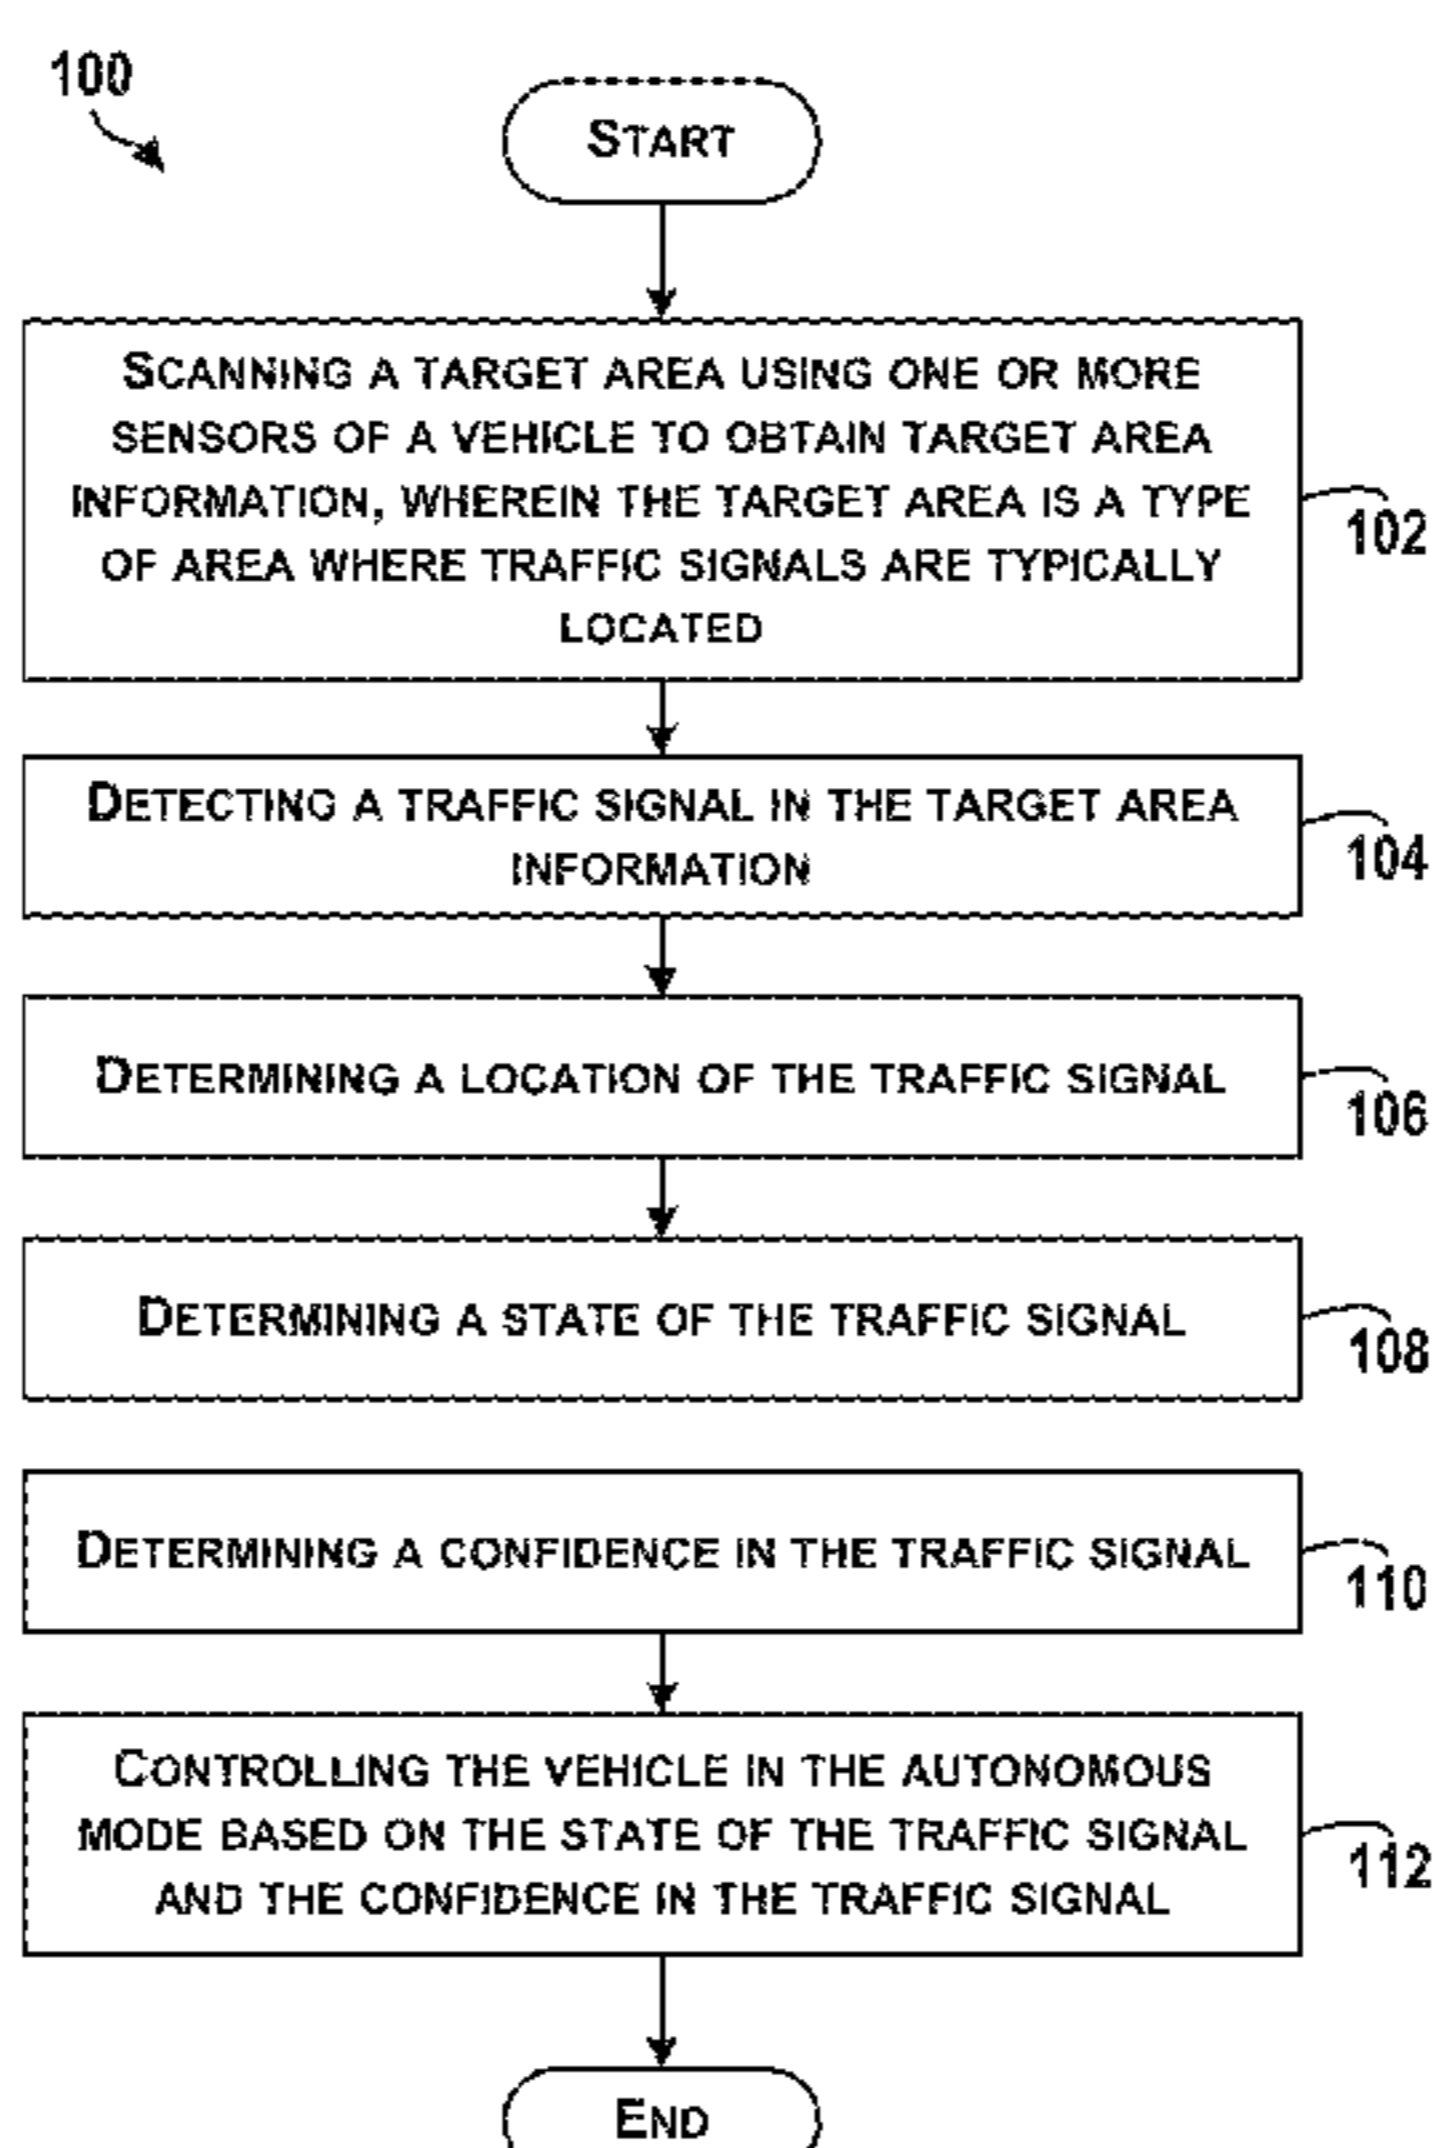 100
START
SCANNING A TARGET AREA USING ONE OR MORE
SENSORS OF A VEHICLE TO OBTAIN TARGET AREA
INFORMATION, WHEREIN THE TARGET AREA IS A TYPE
OF AREA WHERE TRAFFIC SIGNALS ARE TYPICALLY
LOCATED
102
DETECTING A TRAFFIC SIGNAL IN THE TARGET AREA
INFORMATION
104
DETERMINING A LOCATION OF THE TRAFFIC SIGNAL
106
DETERMINING A STATE OF THE TRAFFIC SIGNAL
108
DETERMINING A CONFIDENCE IN THE TRAFFIC SIGNAL
110
CONTROLLING THE VEHICLE IN THE AUTONOMOUS
MODE BASED ON THE STATE OF THE TRAFFIC SIGNAL
AND THE CONFIDENCE IN THE TRAFFIC SIGNAL
112
END